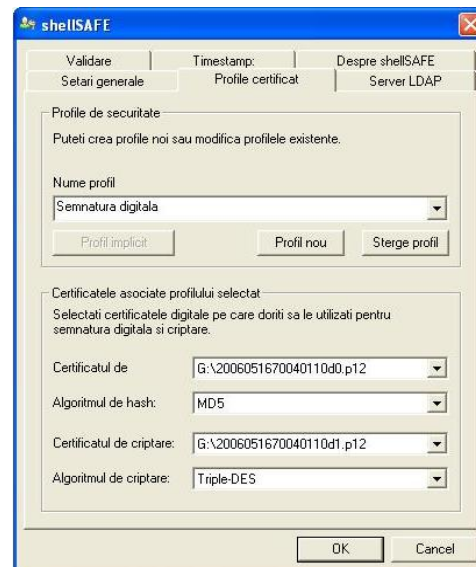 shellSAFE
Validare
Timestamp:
Despre shellSAFE
Setari generale
Profile certificat
Server LDAP
Profile de securitate
Puteti crea profile noi sau modifica profilele existente.
Nume profil
Semnatura digitala
Profil implicit
Profil nou
Sterge profil
Certificatele asociate profilului selectat
Selectati certificatele digitale pe care doriti sa le utilizati pentru
semnatura digitala si criptare.
Certificatul de
G:\2006051670040110d0.p12
Algoritmul de hash:
MD5
Certificatul de criptare:
G:\2006051670040110d1.p12
Algoritmul de criptare:
Triple-DES
OK
Cancel